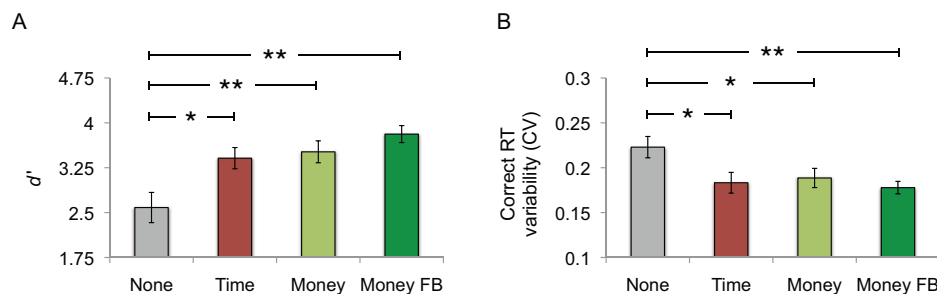 A
**
**
*
4.75
4
3.25
2.5
1.75
d'
None Time Money Money FB
B
**
*
*
0.3
0.25
0.2
0.15
0.1
Correct RT
variability (CV)
None Time Money Money FB